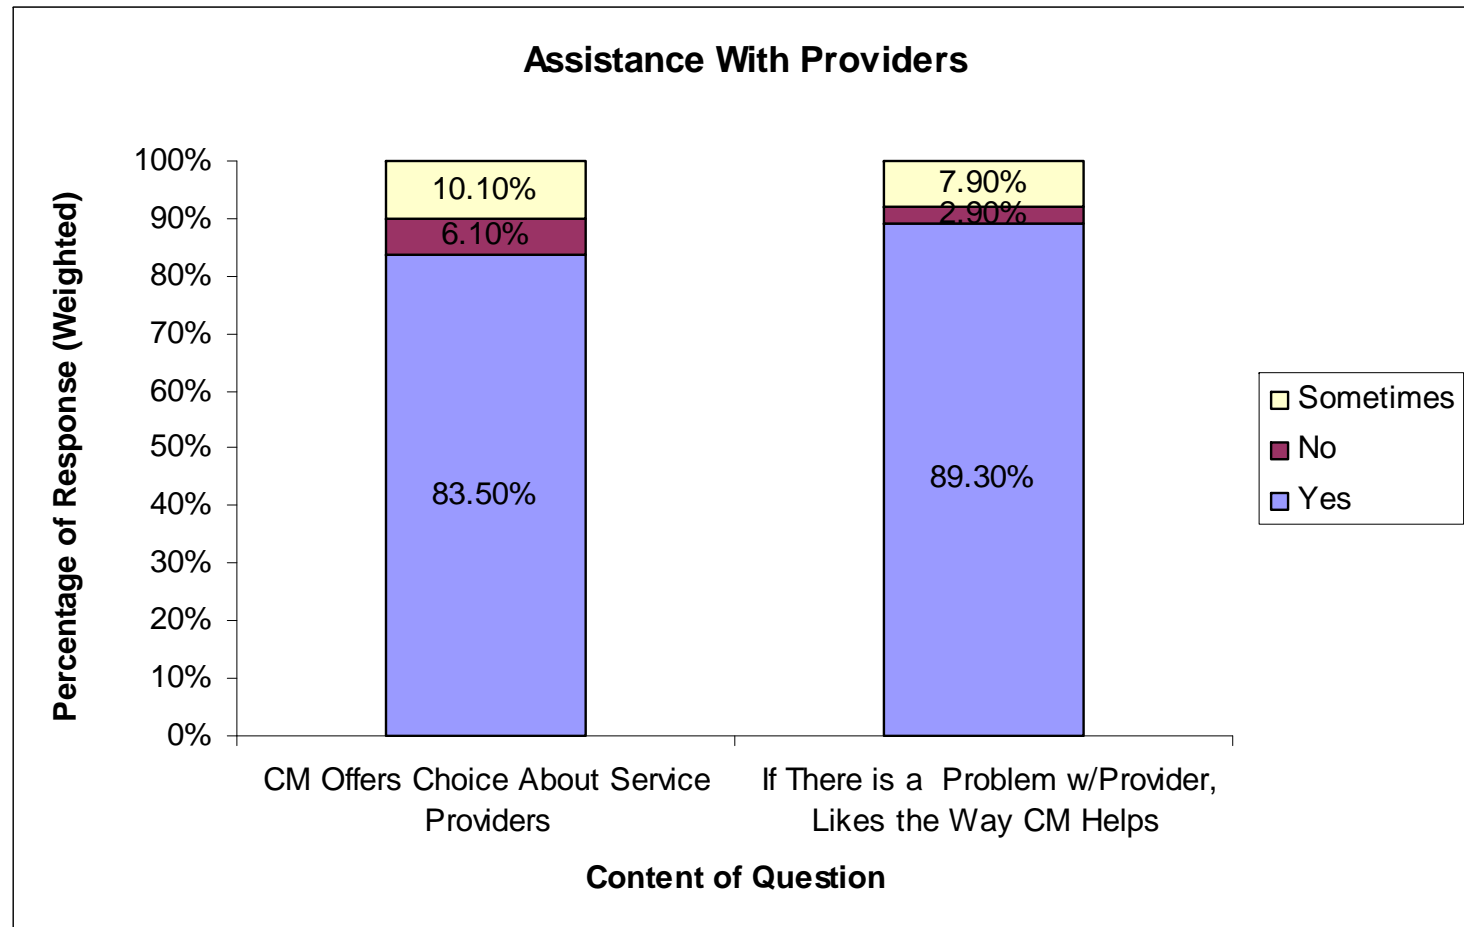 Assistance With Providers
Percentage of Response (Weighted)
100%
90%
80%
70%
60%
50%
40%
30%
20%
10%
0%
10.10%
6.10%
83.50%
7.90%
2.90%
89.30%
CM Offers Choice About Service
Providers
If There is a Problem w/Provider,
Likes the Way CM Helps
Content of Question
Sometimes
No
Yes